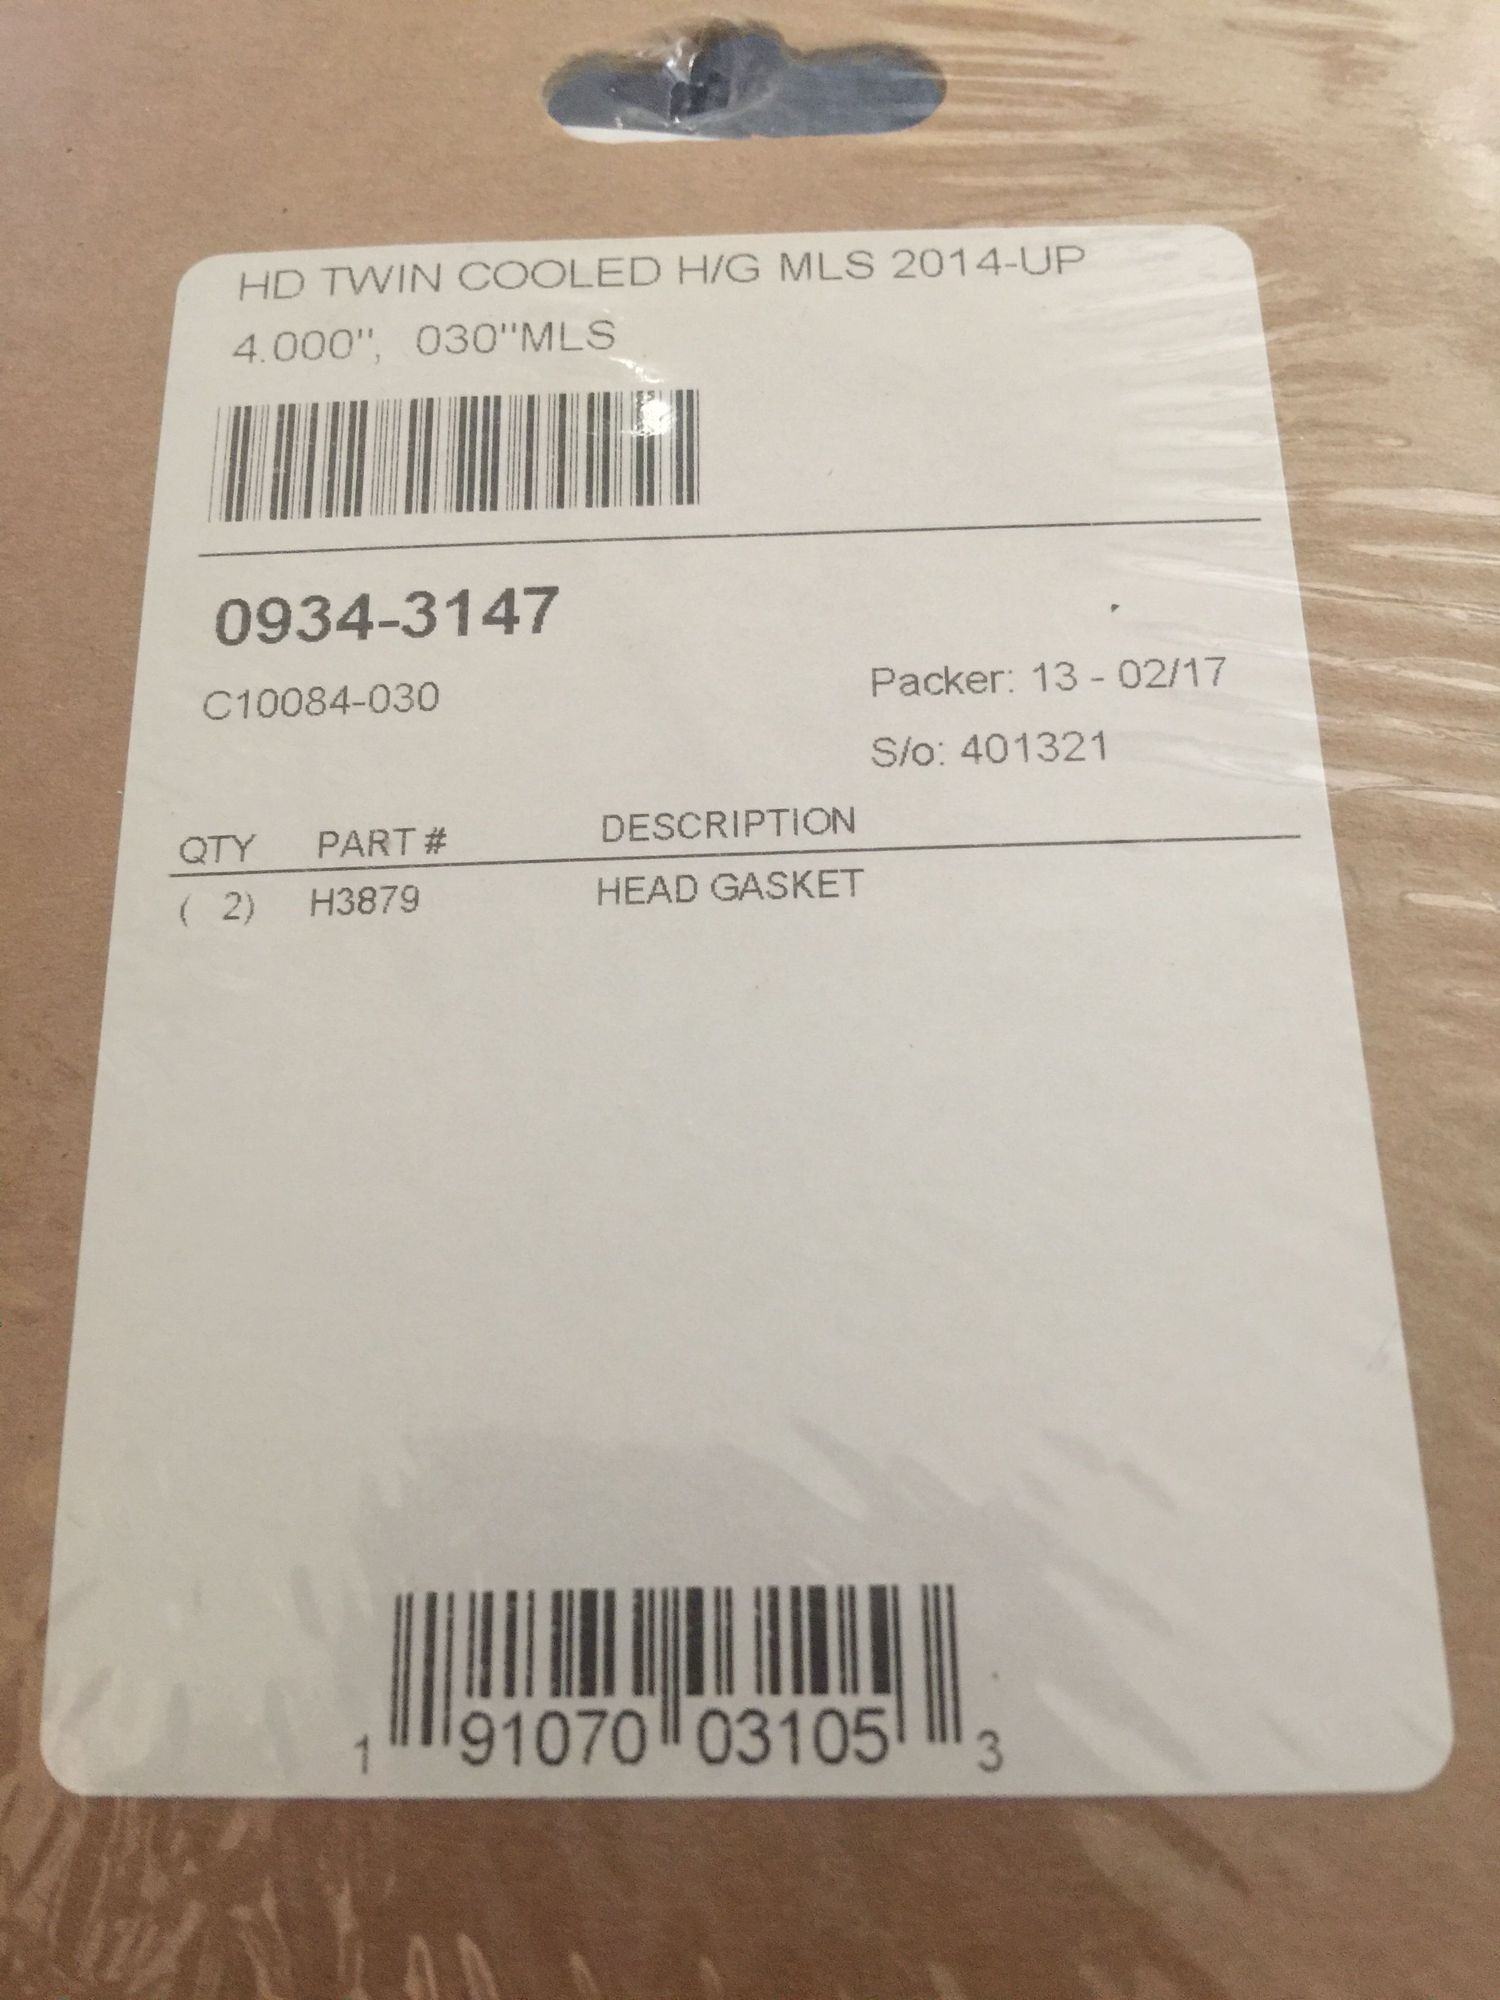 HD TWIN COOLED H/G MLS 2014-UP
4.000", 030"MLS
0934-3147
C10084-030
Packer: 13 - 02/17
S/o: 401321
QTY PART # DESCRIPTION
( 2) H3879 HEAD GASKET
1 91070 03105 3